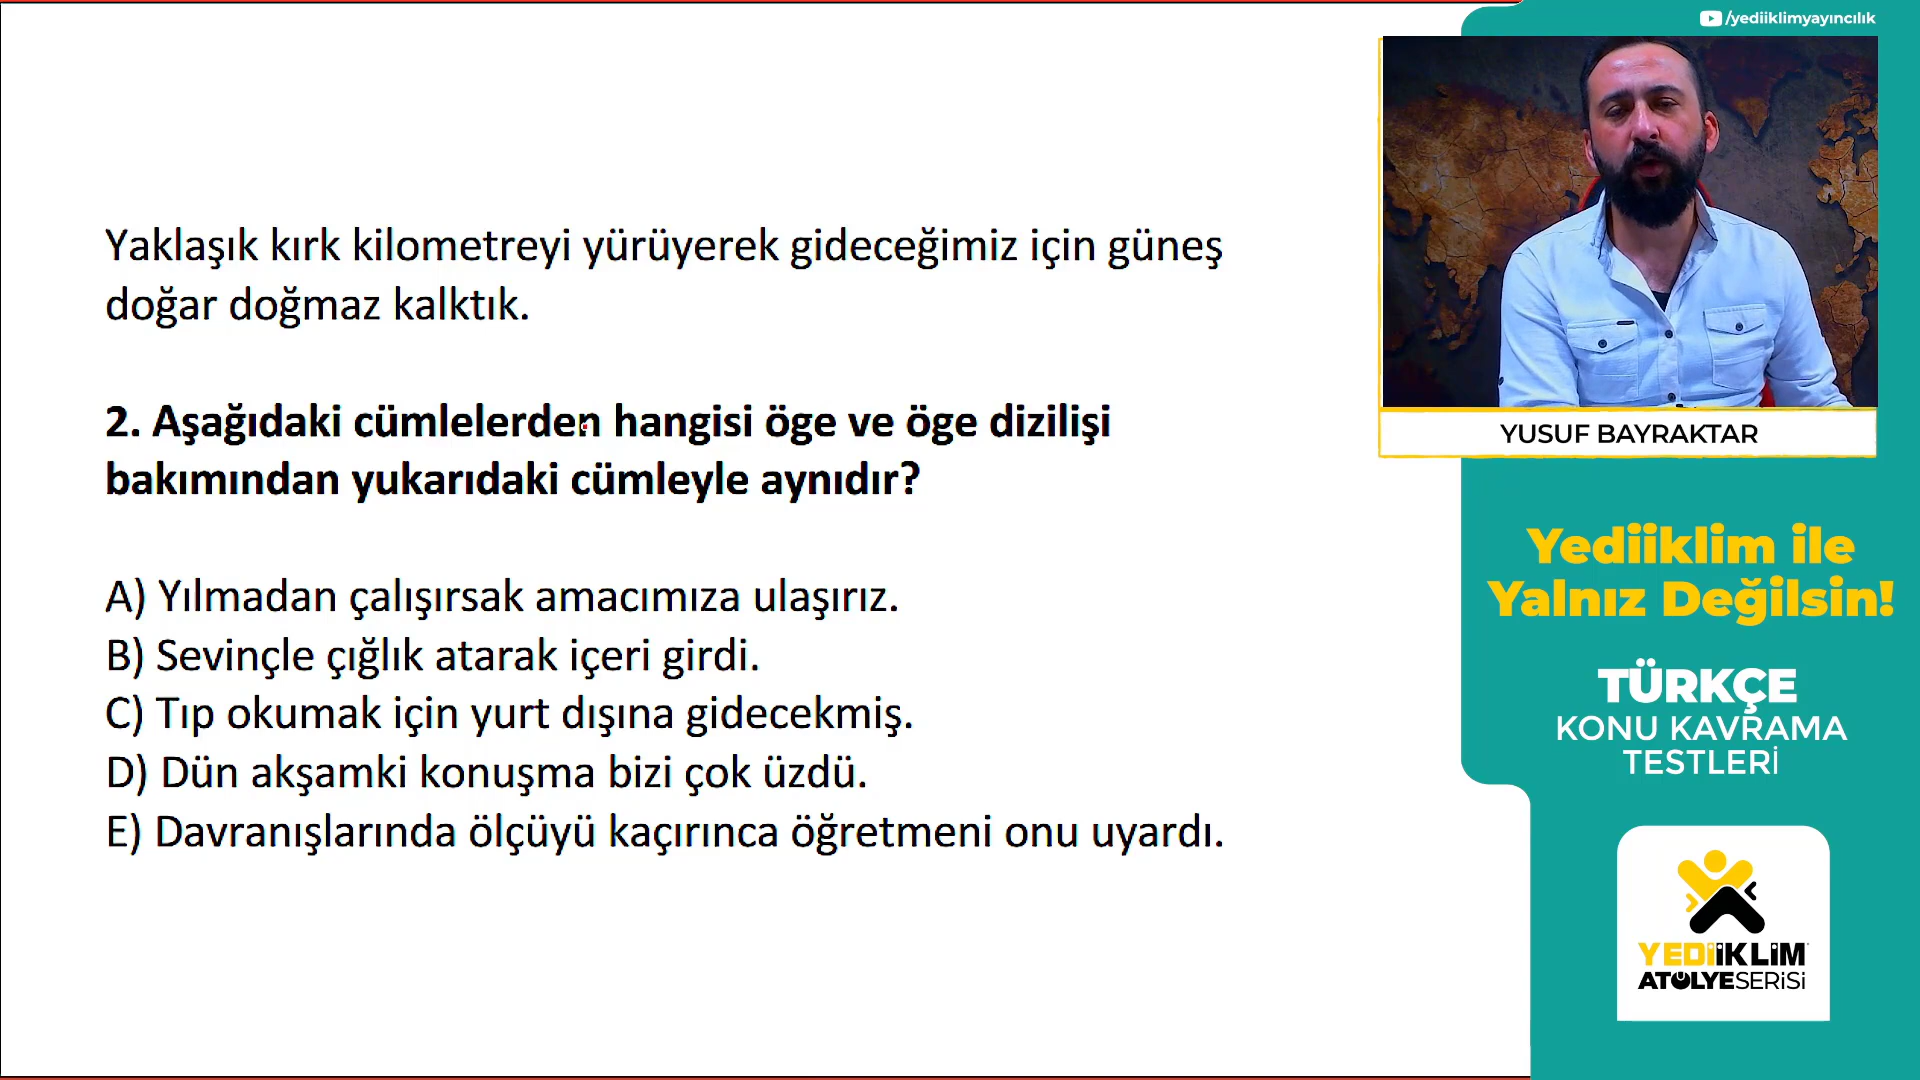 /yediiklimyayıncılık
Yaklaşık kırk kilometreyi yürüyerek gideceğimiz için güneş
doğar doğmaz kalktık.
2. Aşağıdaki cümlelerden hangisi öge ve öge dizilişi
bakımından yukarıdaki cümleyle aynıdır?
A) Yılmadan çalışırsak amacımıza ulaşırız.
B) Sevinçle çığlık atarak içeri girdi.
C) Tıp okumak için yurt dışına gidecekmiş.
D) Dün akşamki konuşma bizi çok üzdü.
E) Davranışlarında ölçüyü kaçırınca öğretmeni onu uyardı.
YUSUF BAYRAKTAR
Yediiklim ile
Yalnız Değilsin!
TÜRKÇE
KONU KAVRAMA
TESTLERİ
YEDİİKLİM
ATÖLYESERİSİ